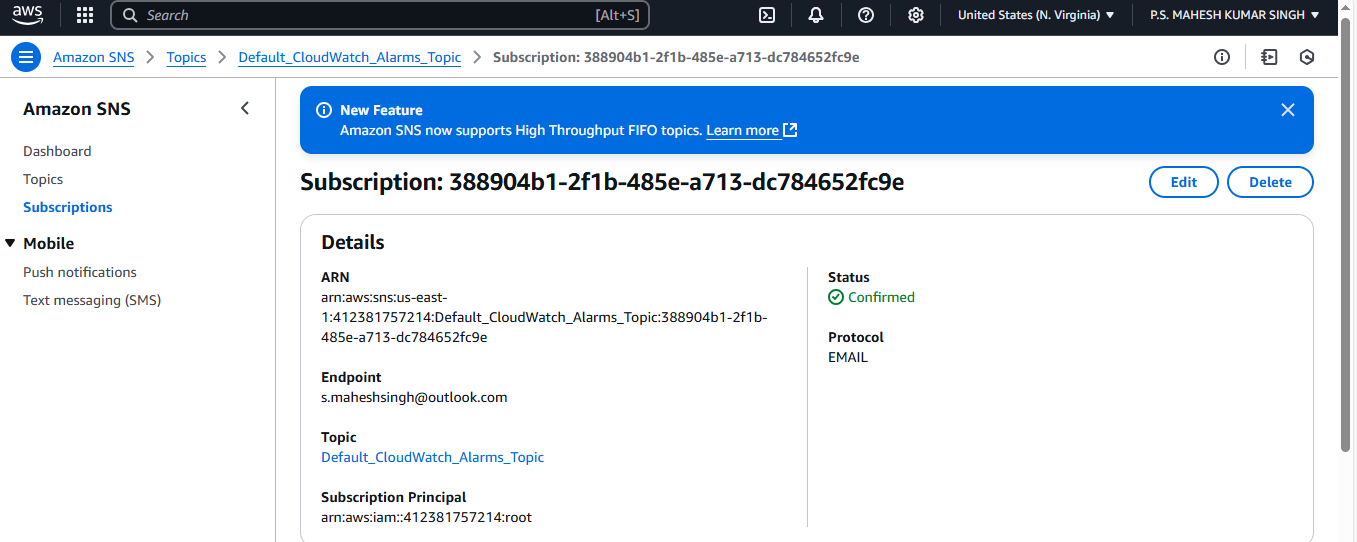 aws
Search
[Alt+S]
United States (N. Virginia)
P.S. MAHESH KUMAR SINGH
Amazon SNS
Topics
Default_CloudWatch_Alarms_Topic
Subscription: 388904b1-2f1b-485e-a713-dc784652fc9e
Amazon SNS
Dashboard
Topics
Subscriptions
Mobile
Push notifications
Text messaging (SMS)
New Feature
Amazon SNS now supports High Throughput FIFO topics. Learn more
Subscription: 388904b1-2f1b-485e-a713-dc784652fc9e
Edit
Delete
Details
ARN
arn:aws:sns:us-east-
1:412381757214:Default_CloudWatch_Alarms_Topic:388904b1-2f1b-
485e-a713-dc784652fc9e
Endpoint
s.maheshsingh@outlook.com
Topic
Default_CloudWatch_Alarms_Topic
Subscription Principal
arn:aws:iam::412381757214:root
Status
Confirmed
Protocol
EMAIL